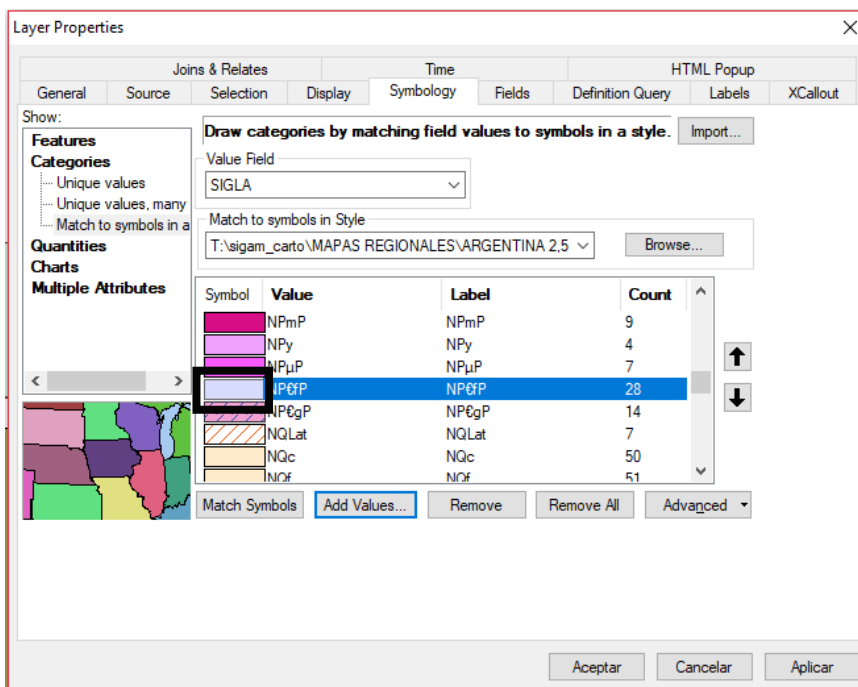 Layer Properties
Joins & Relates Time HTML Popup
General Source Selection Display Symbology Fields Definition Query Labels XCallout
Show:
Features
Categories
Unique values
Unique values, many
Match to symbols in a
Quantities
Charts
Multiple Attributes
Draw categories by matching field values to symbols in a style. Import...
Value Field
SIGLA
Match to symbols in Style
T:\sigam_carto\MAPAS REGIONALES\ARGENTINA 2,5 Browse...
Symbol Value Label Count
NPmP NPmP 9
NPy NPy 4
NPµP NPµP 7
NP€fP NP€fP 28
NP€gP NP€gP 14
NQLat NQLat 7
NQc NQc 50
NQf NQf 51
Match Symbols Add Values... Remove Remove All Advanced
Aceptar Cancelar Aplicar